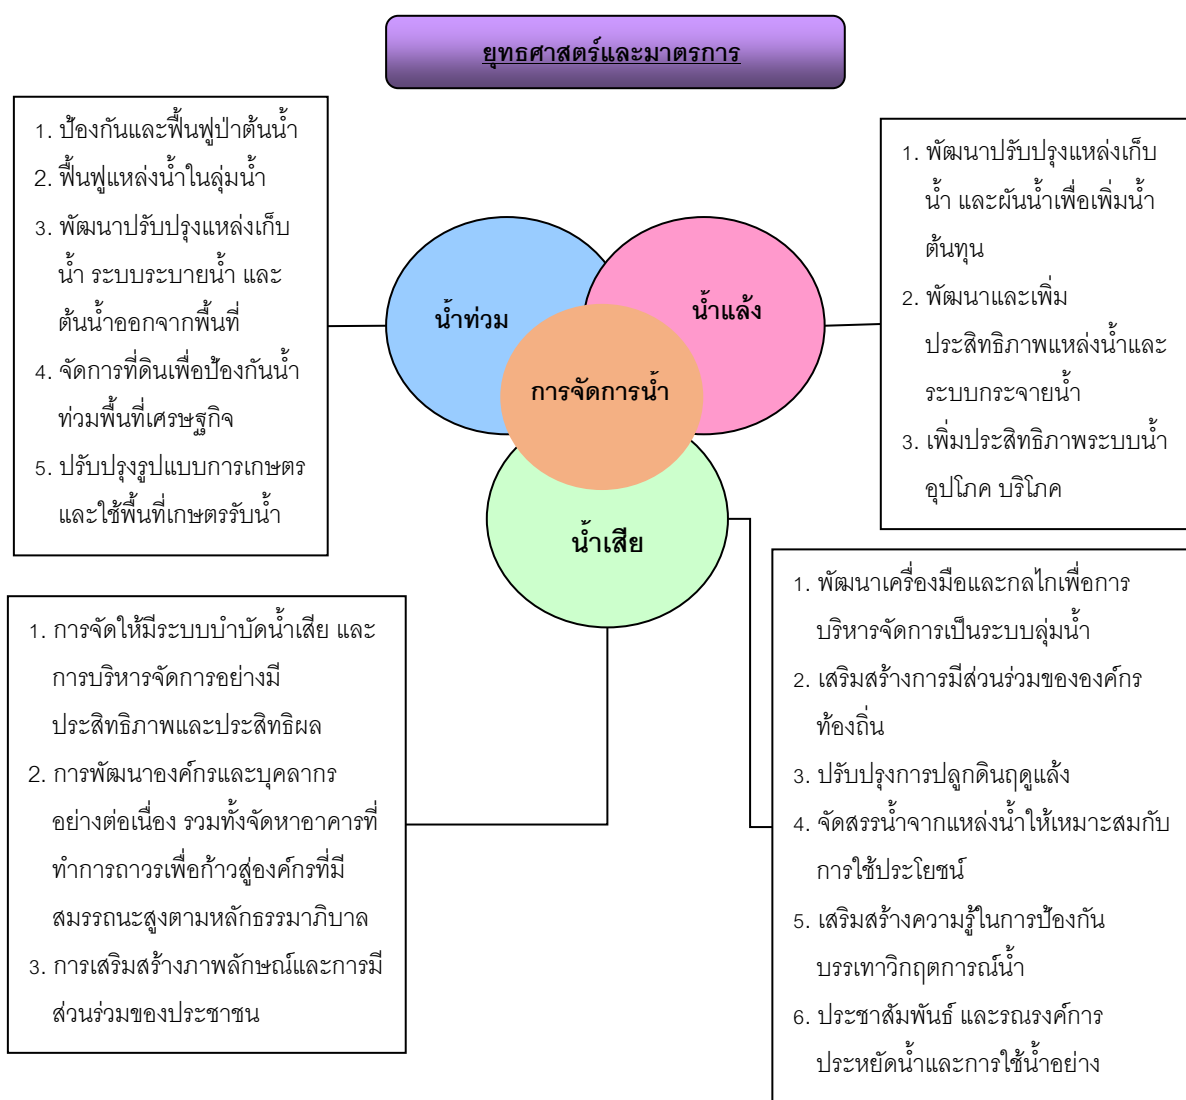 ยุทธศาสตร์และมาตรการ
1. ป้องกันและฟื้นฟูป่าต้นน้ำ
2. ฟื้นฟูแหล่งน้ำในลุ่มน้ำ
3. พัฒนาปรับปรุงแหล่งเก็บ
น้ำ ระบบระบายน้ำ และ
ต้นน้ำออกจากพื้นที่
4. จัดการที่ดินเพื่อป้องกันน้ำ
ท่วมพื้นที่เศรษฐกิจ
5. ปรับปรุงรูปแบบการเกษตร
และใช้พื้นที่เกษตรรับน้ำ
น้ำท่วม
น้ำแล้ง
การจัดการน้ำ
น้ำเสีย
1. พัฒนาปรับปรุงแหล่งเก็บ
น้ำ และผันน้ำเพื่อเพิ่มน้ำ
ต้นทุน
2. พัฒนาและเพิ่ม
ประสิทธิภาพแหล่งน้ำและ
ระบบกระจายน้ำ
3. เพิ่มประสิทธิภาพระบบน้ำ
อุปโภค บริโภค
1. การจัดให้มีระบบบำบัดน้ำเสีย และ
การบริหารจัดการอย่างมี
ประสิทธิภาพและประสิทธิผล
2. การพัฒนาองค์กรและบุคลากร
อย่างต่อเนื่อง รวมทั้งจัดหาอาคารที่
ทำการถาวรเพื่อก้าวสู่องค์กรที่มี
สมรรถนะสูงตามหลักธรรมาภิบาล
3. การเสริมสร้างภาพลักษณ์และการมี
ส่วนร่วมของประชาชน
1. พัฒนาเครื่องมือและกลไกเพื่อการ
บริหารจัดการเป็นระบบลุ่มน้ำ
2. เสริมสร้างการมีส่วนร่วมขององค์กร
ท้องถิ่น
3. ปรับปรุงการปลูกดินฤดูแล้ง
4. จัดสรรน้ำจากแหล่งน้ำให้เหมาะสมกับ
การใช้ประโยชน์
5. เสริมสร้างความรู้ในการป้องกัน
บรรเทาวิกฤตการณ์น้ำ
6. ประชาสัมพันธ์ และรณรงค์การ
ประหยัดน้ำและการใช้น้ำอย่าง